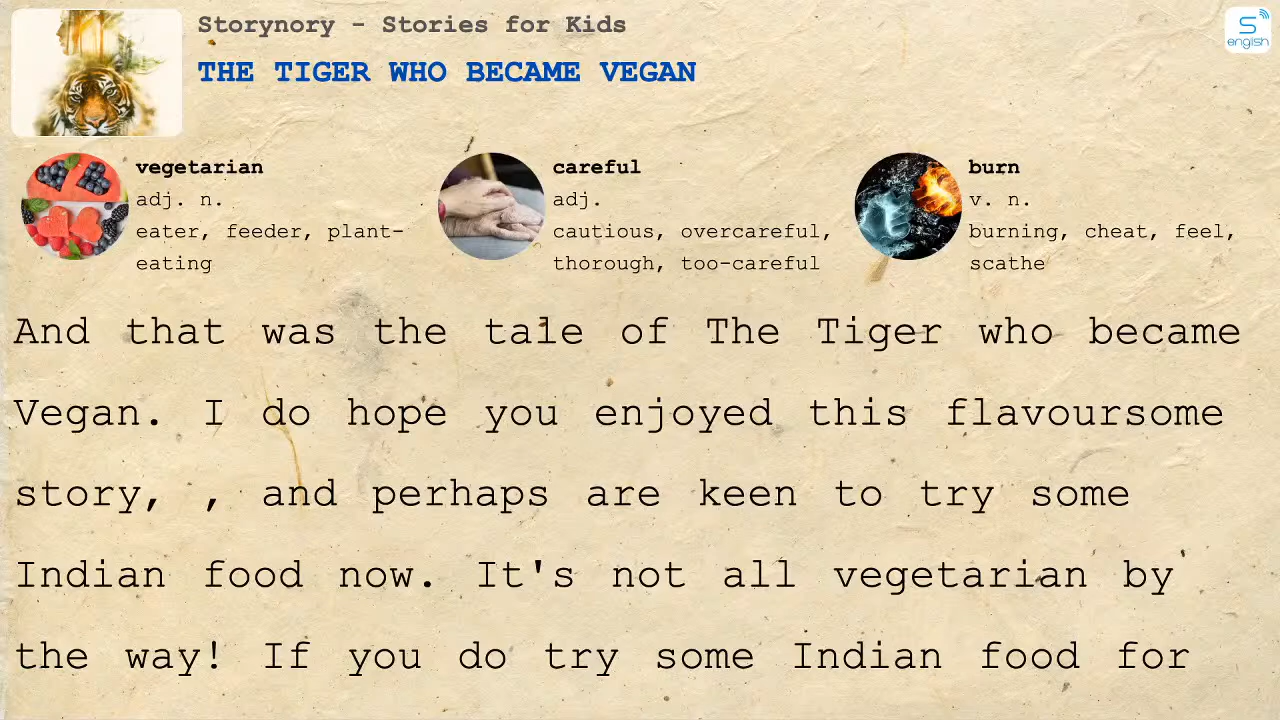 Storynory - Stories for Kids
THE TIGER WHO BECAME VEGAN
S
english
vegetarian
adj. n.
eater, feeder, plant-
eating
careful
adj.
cautious, overcareful,
thorough, too-careful
burn
v. n.
burning, cheat, feel,
scathe
And that was the tale of The Tiger who became
Vegan. I do hope you enjoyed this flavoursome
story, , and perhaps are keen to try some
Indian food now. It's not all vegetarian by
the way! If you do try some Indian food for